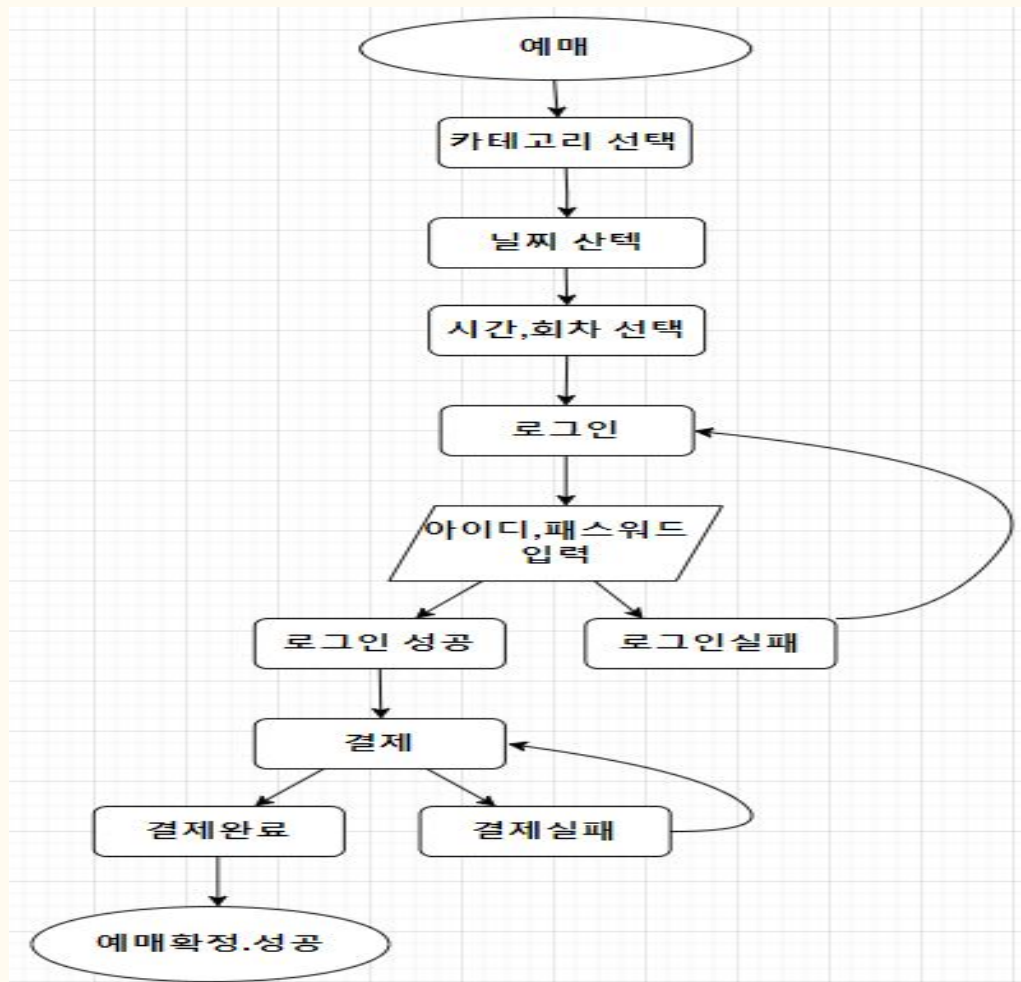 예매
카테고리 선택
닐찌 산텍
시간,회차 선택
로그인
아이디,패스워드
입력
로그인 성공
로그인실패
결제
결제완료
결제실패
예매확정.성공